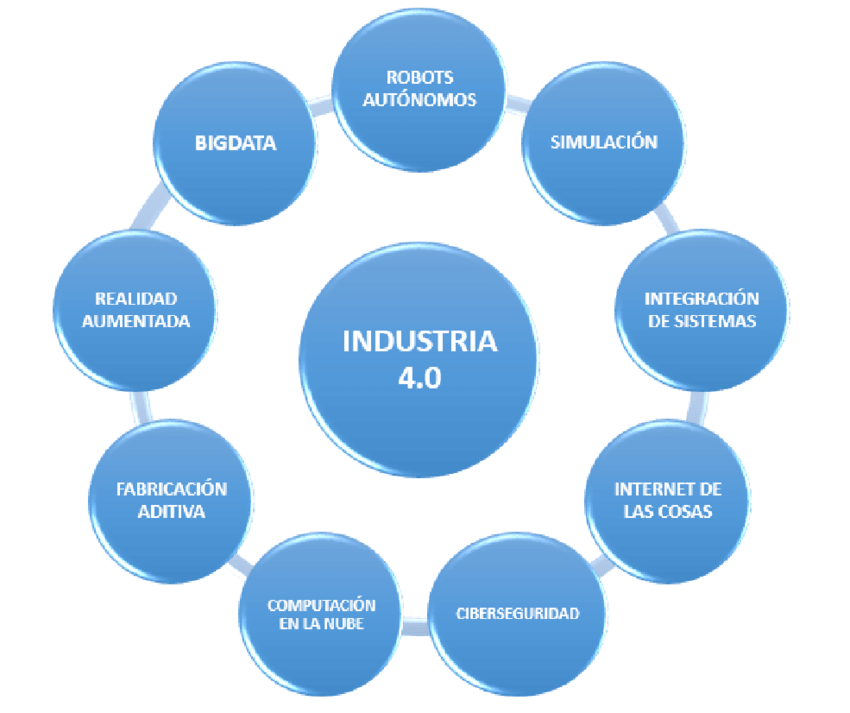 ROBOTS
AUTÓNOMOS
SIMULACIÓN
INTEGRACIÓN
DE SISTEMAS
INTERNET DE
LAS COSAS
CIBERSEGURIDAD
COMPUTACIÓN
EN LA NUBE
FABRICACIÓN
ADITIVA
REALIDAD
AUMENTADA
BIGDATA
INDUSTRIA
4.0